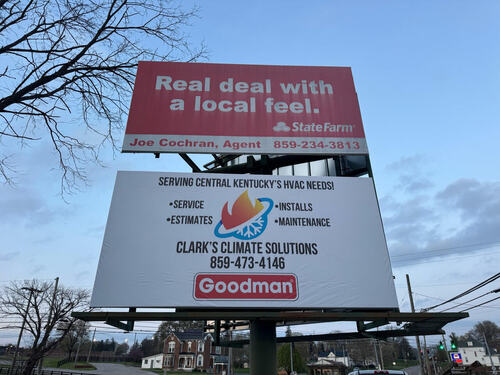 Real deal with
a local feel.
StateFarm
Joe Cochran, Agent 859-234-3813
SERVING CENTRAL KENTUCKY'S HVAC NEEDS!
•SERVICE •INSTALLS
•ESTIMATES •MAINTENANCE
CLARK'S CLIMATE SOLUTIONS
859-473-4146
Goodman